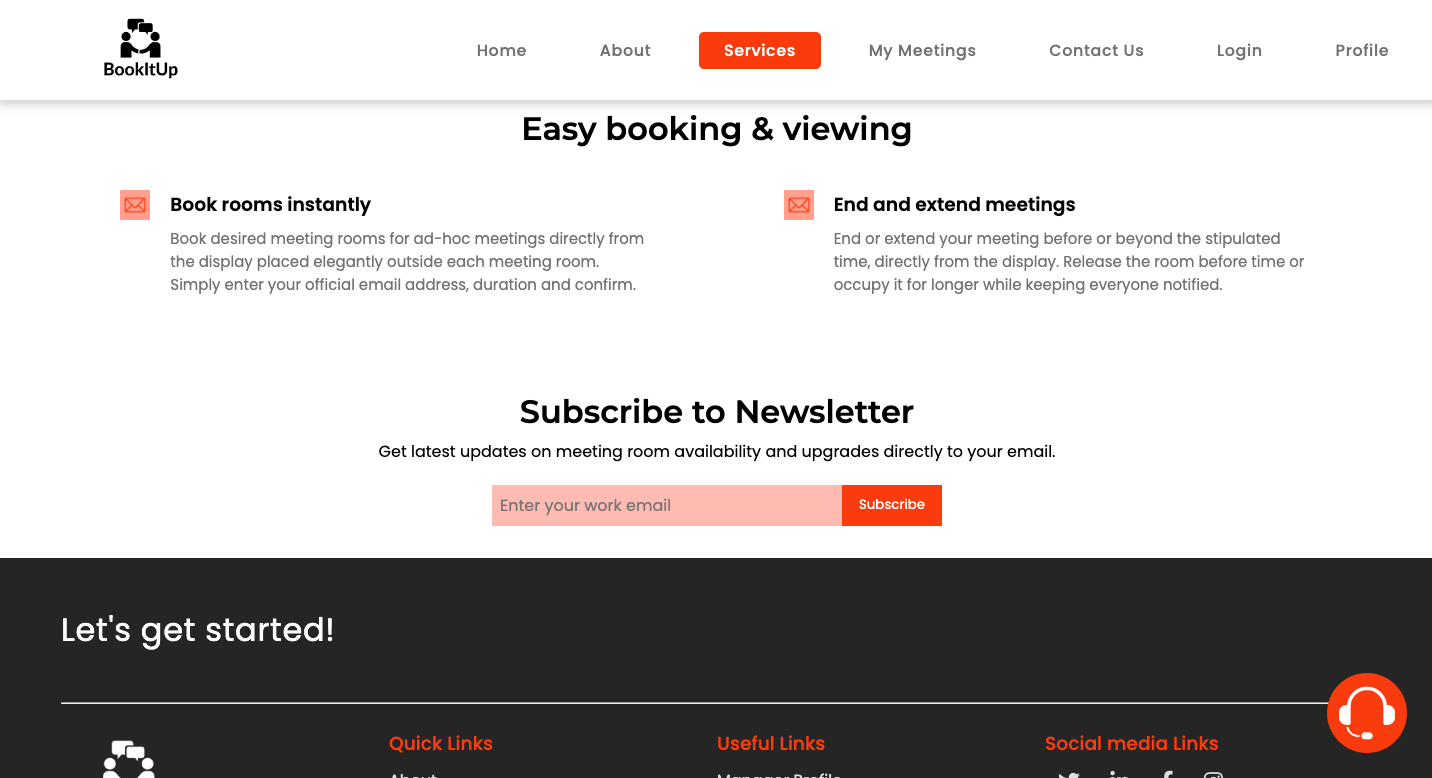 BookItUp
Home
About
Services
My Meetings
Contact Us
Login
Profile
Easy booking & viewing
Book rooms instantly
Book desired meeting rooms for ad-hoc meetings directly from
the display placed elegantly outside each meeting room.
Simply enter your official email address, duration and confirm.
End and extend meetings
End or extend your meeting before or beyond the stipulated
time, directly from the display. Release the room before time or
occupy it for longer while keeping everyone notified.
Subscribe to Newsletter
Get latest updates on meeting room availability and upgrades directly to your email.
Enter your work email
Subscribe
Let's get started!
Quick Links
About
Useful Links
Manager Profile
Social media Links